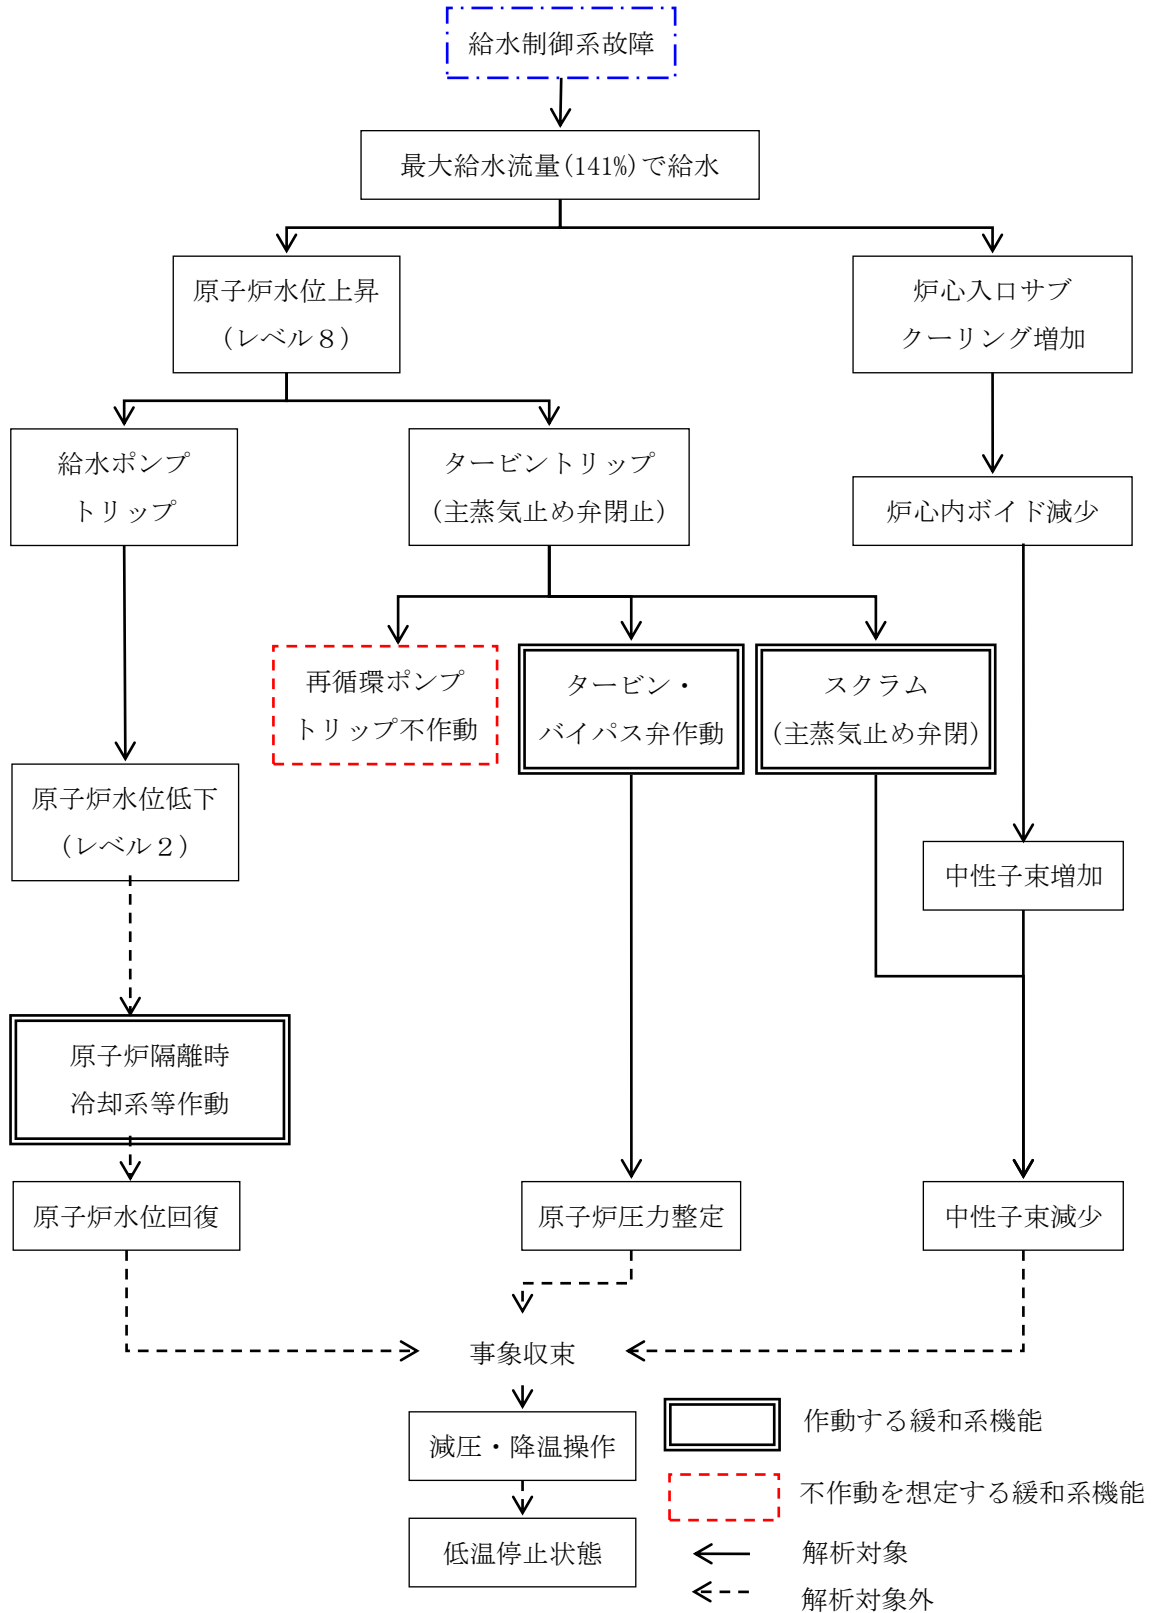 給水制御系故障
最大給水流量(141%)で給水
原子炉水位上昇
(レベル８)
炉心入口サブ
クーリング増加
給水ポンプ
トリップ
タービントリップ
(主蒸気止め弁閉止)
炉心内ボイド減少
再循環ポンプ
トリップ不作動
タービン・
バイパス弁作動
スクラム
(主蒸気止め弁閉)
原子炉水位低下
(レベル２)
中性子束増加
原子炉隔離時
冷却系等作動
原子炉水位回復
原子炉圧力整定
中性子束減少
事象収束
減圧・降温操作
低温停止状態
作動する緩和系機能
不作動を想定する緩和系機能
解析対象
解析対象外